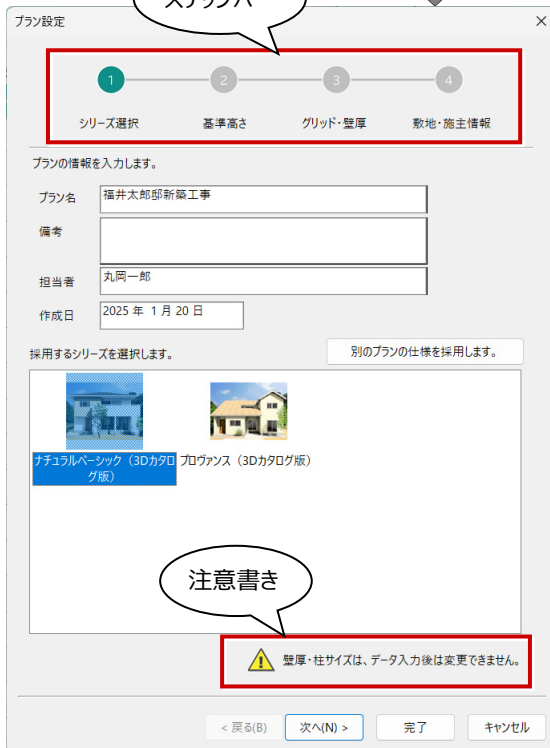 ステップバー
プラン設定
1 2 3 4
シリーズ選択 基準高さ グリッド・壁厚 敷地・施主情報
プランの情報を入力します。
プラン名 福井太郎邸新築工事
備考
担当者 丸岡一郎
作成日 2025 年 1 月 20 日
採用するシリーズを選択します。 別のプランの仕様を採用します。
ナチュラルベーシック（3Dカタロ プロヴァンス（3Dカタログ版）
グ版）
注意書き
壁厚・柱サイズは、データ入力後は変更できません。
< 戻る(B) 次へ(N) > 完了 キャンセル